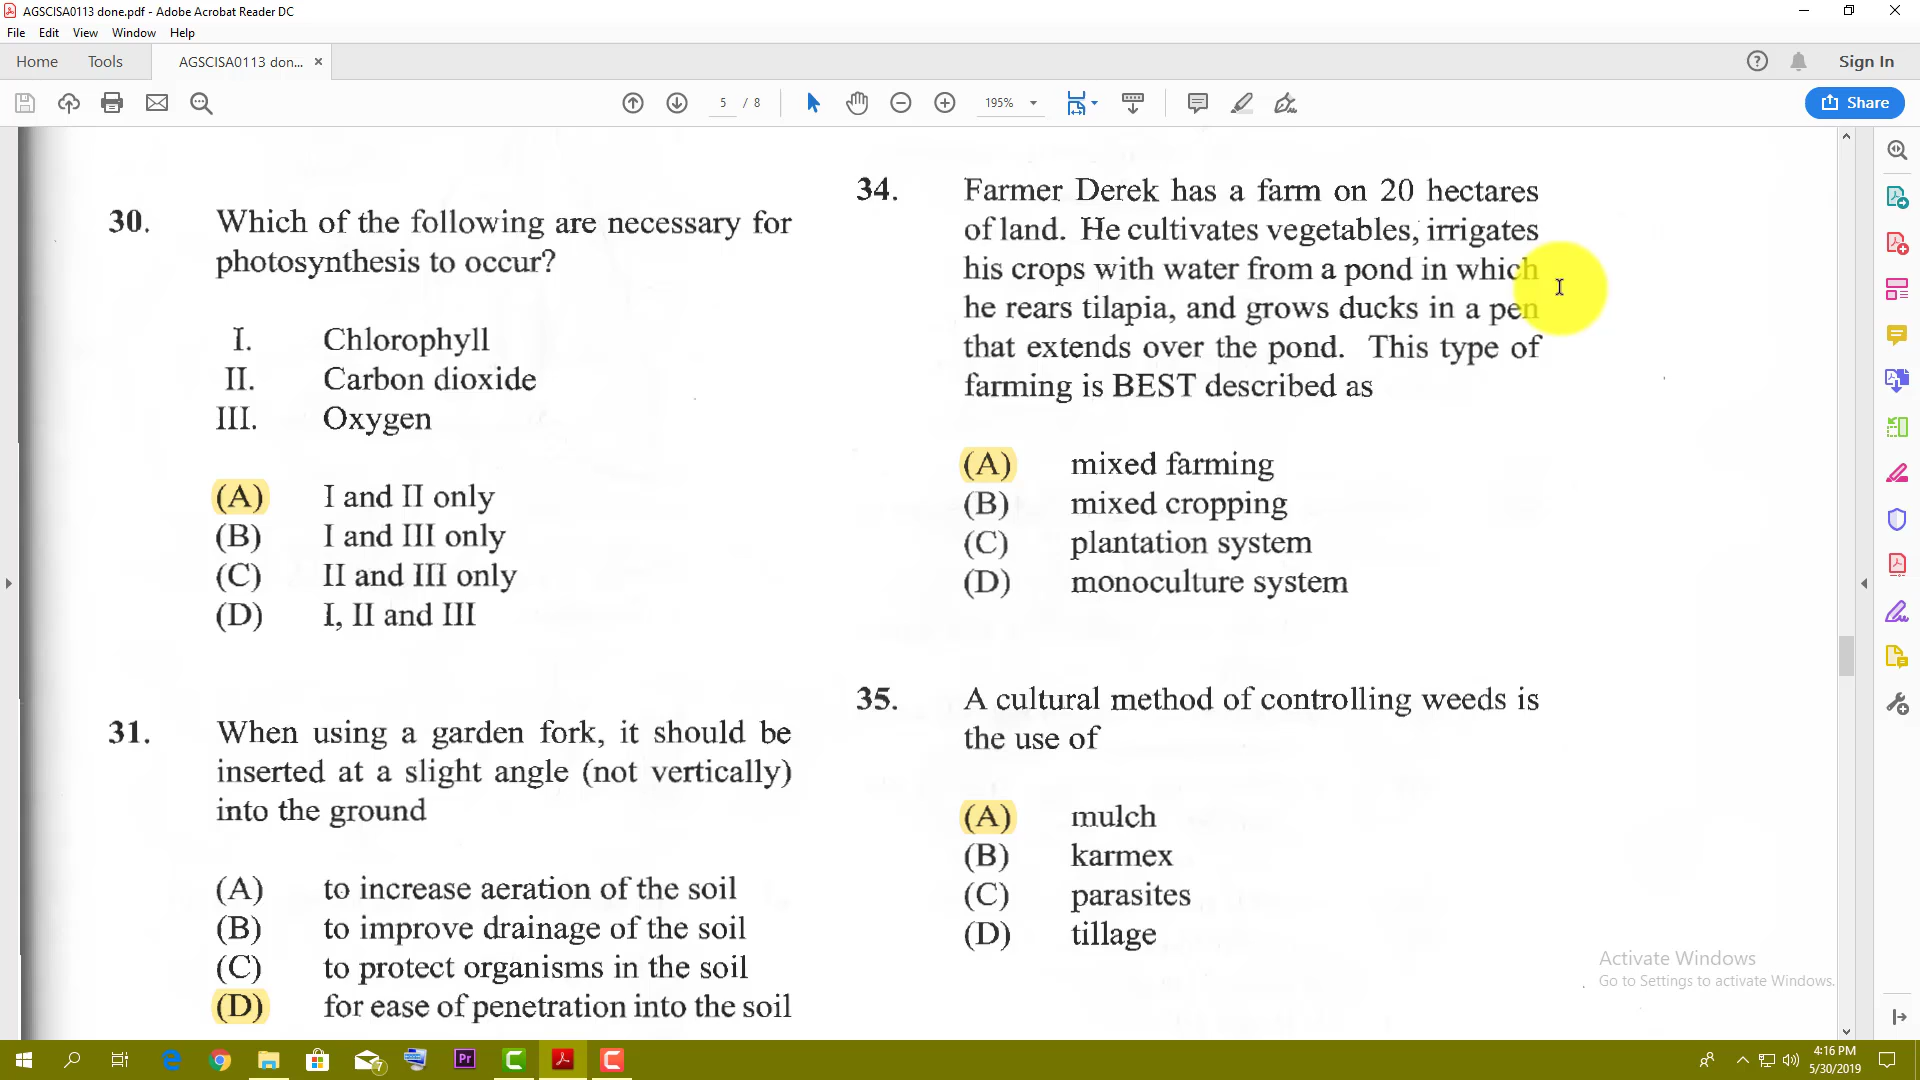 AGSCISA0113 done.pdf - Adobe Acrobat Reader DC
File Edit View Window Help
Home Tools AGSCISA0113 don... × Sign In
5 / 8 195% Share
30. Which of the following are necessary for
photosynthesis to occur?
I. Chlorophyll
II. Carbon dioxide
III. Oxygen
(A) I and II only
(B) I and III only
(C) II and III only
(D) I, II and III
31. When using a garden fork, it should be
inserted at a slight angle (not vertically)
into the ground
(A) to increase aeration of the soil
(B) to improve drainage of the soil
(C) to protect organisms in the soil
(D) for ease of penetration into the soil
34. Farmer Derek has a farm on 20 hectares
of land. He cultivates vegetables, irrigates
his crops with water from a pond in which
he rears tilapia, and grows ducks in a pen
that extends over the pond. This type of
farming is BEST described as
(A) mixed farming
(B) mixed cropping
(C) plantation system
(D) monoculture system
35. A cultural method of controlling weeds is
the use of
(A) mulch
(B) karmex
(C) parasites
(D) tillage
Activate Windows
Go to Settings to activate Windows.
7
Pr
4:16 PM
5/30/2019